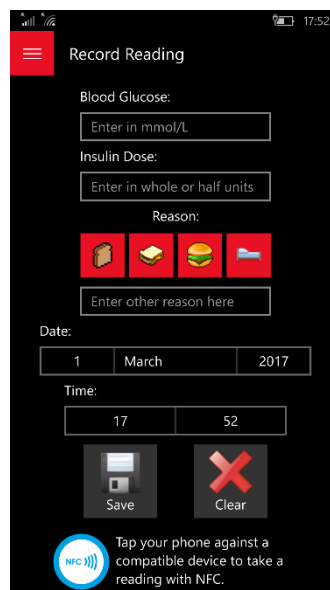 17:52
Record Reading
Blood Glucose:
Enter in mmol/L
Insulin Dose:
Enter in whole or half units
Reason:
Enter other reason here
Date:
1 March 2017
Time:
17 52
Save Clear
NFC
Tap your phone against a
compatible device to take a
reading with NFC.